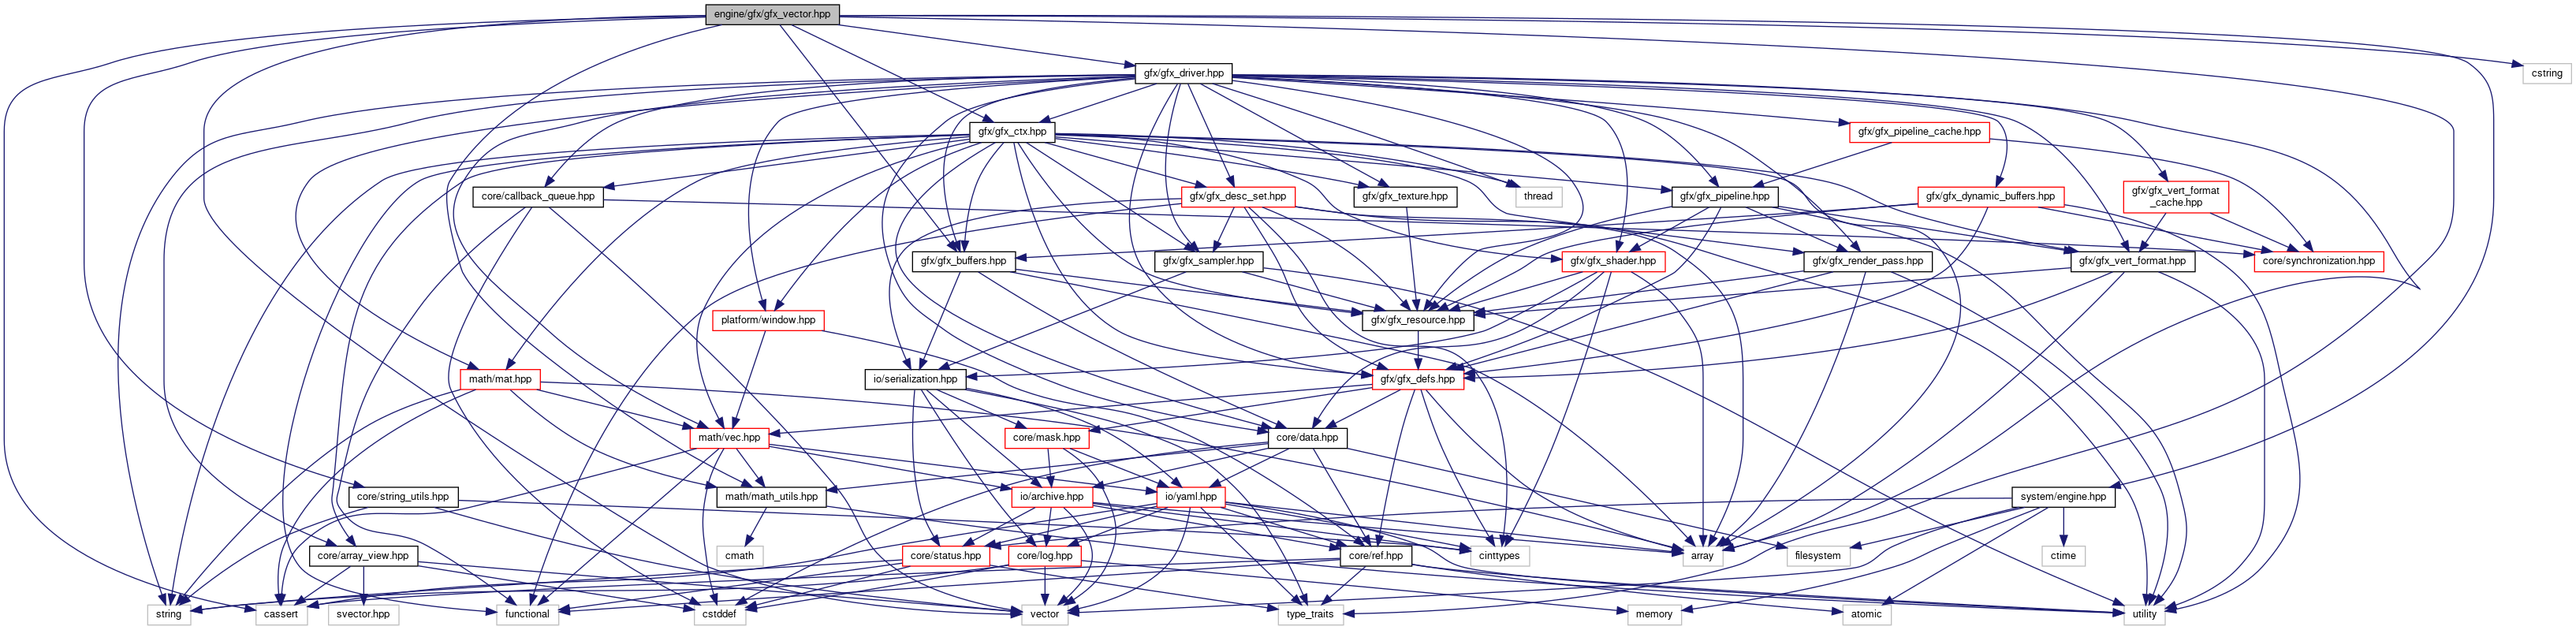 engine/gfx/gfx_vector.hpp
gfx/gfx_driver.hpp
cstring
gfx/gfx_ctx.hpp
gfx/gfx_pipeline_cache.hpp
core/callback_queue.hpp
gfx/gfx_desc_set.hpp
gfx/gfx_texture.hpp
thread
gfx/gfx_pipeline.hpp
gfx/gfx_dynamic_buffers.hpp
gfx/gfx_vert_format
_cache.hpp
gfx/gfx_buffers.hpp
gfx/gfx_sampler.hpp
gfx/gfx_shader.hpp
gfx/gfx_render_pass.hpp
gfx/gfx_vert_format.hpp
core/synchronization.hpp
platform/window.hpp
gfx/gfx_resource.hpp
math/mat.hpp
io/serialization.hpp
gfx/gfx_defs.hpp
math/vec.hpp
core/mask.hpp
core/data.hpp
core/string_utils.hpp
math/math_utils.hpp
io/archive.hpp
io/yaml.hpp
system/engine.hpp
core/array_view.hpp
cmath
core/status.hpp
core/log.hpp
core/ref.hpp
cinttypes
array
filesystem
ctime
string
cassert
svector.hpp
functional
cstddef
vector
type_traits
memory
atomic
utility